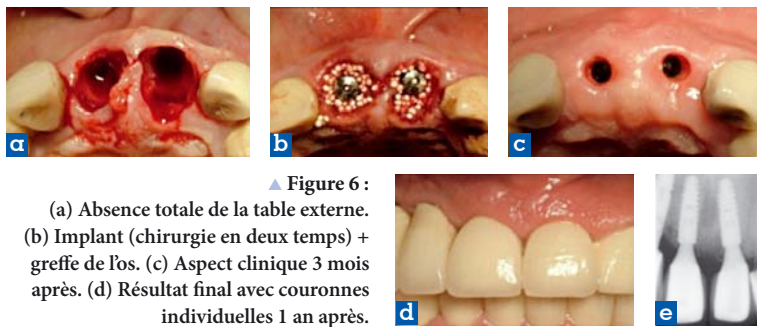 a
b
c
▲ Figure 6 :
(a) Absence totale de la table externe.
(b) Implant (chirurgie en deux temps) +
greffe de l'os. (c) Aspect clinique 3 mois
après. (d) Résultat final avec couronnes
individuelles 1 an après.
d
e